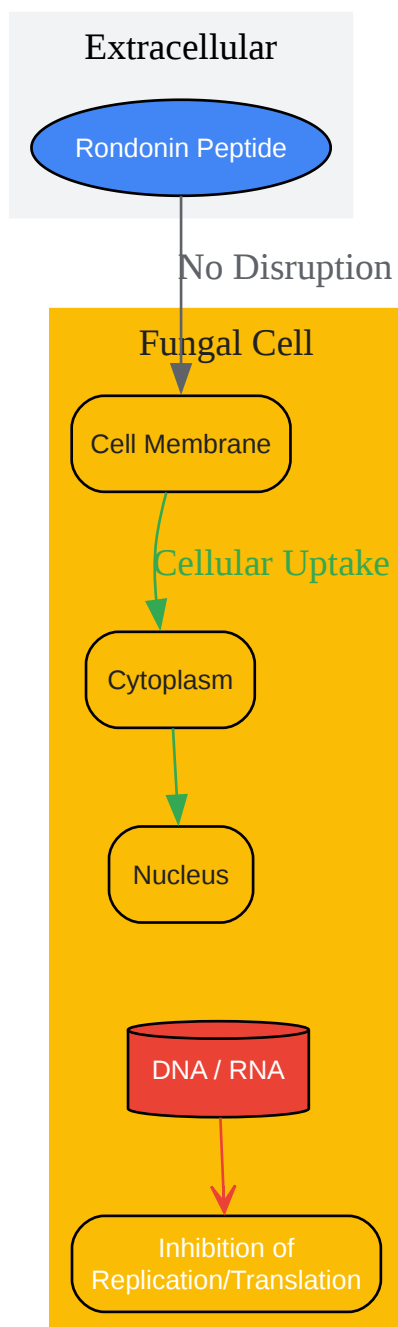 Extracellular
Rondonin Peptide
No Disruption
Fungal Cell
Cell Membrane
Cellular Uptake
Cytoplasm
Nucleus
DNA / RNA
Inhibition of
Replication/Translation